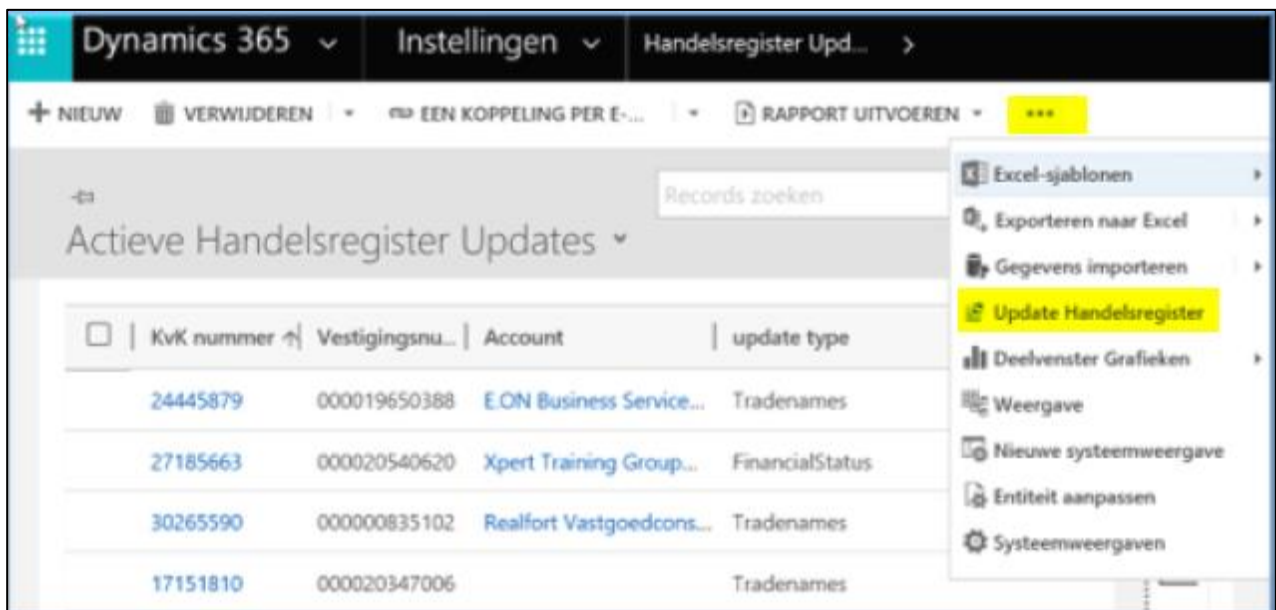 Dynamics 365 Instellingen Handelsregister Upd... >
+ NIEUW VERWIJDEREN EEN KOPPELING PER E-... RAPPORT UITVOEREN ...
Records zoeken
Actieve Handelsregister Updates
Excel-sjablonen
Exporteren naar Excel
Gegevens importeren
Update Handelsregister
Deelvenster Grafieken
Weergave
Nieuwe systeemweergave
Entiteit aanpassen
Systeemweergaven
KvK nummer Vestigingsnu... Account update type
24445879 000019650388 E.ON Business Service... Tradenames
27185663 000020540620 Xpert Training Group... FinancialStatus
30265590 000000835102 Realfort Vastgoedcons... Tradenames
17151810 000020347006 Tradenames